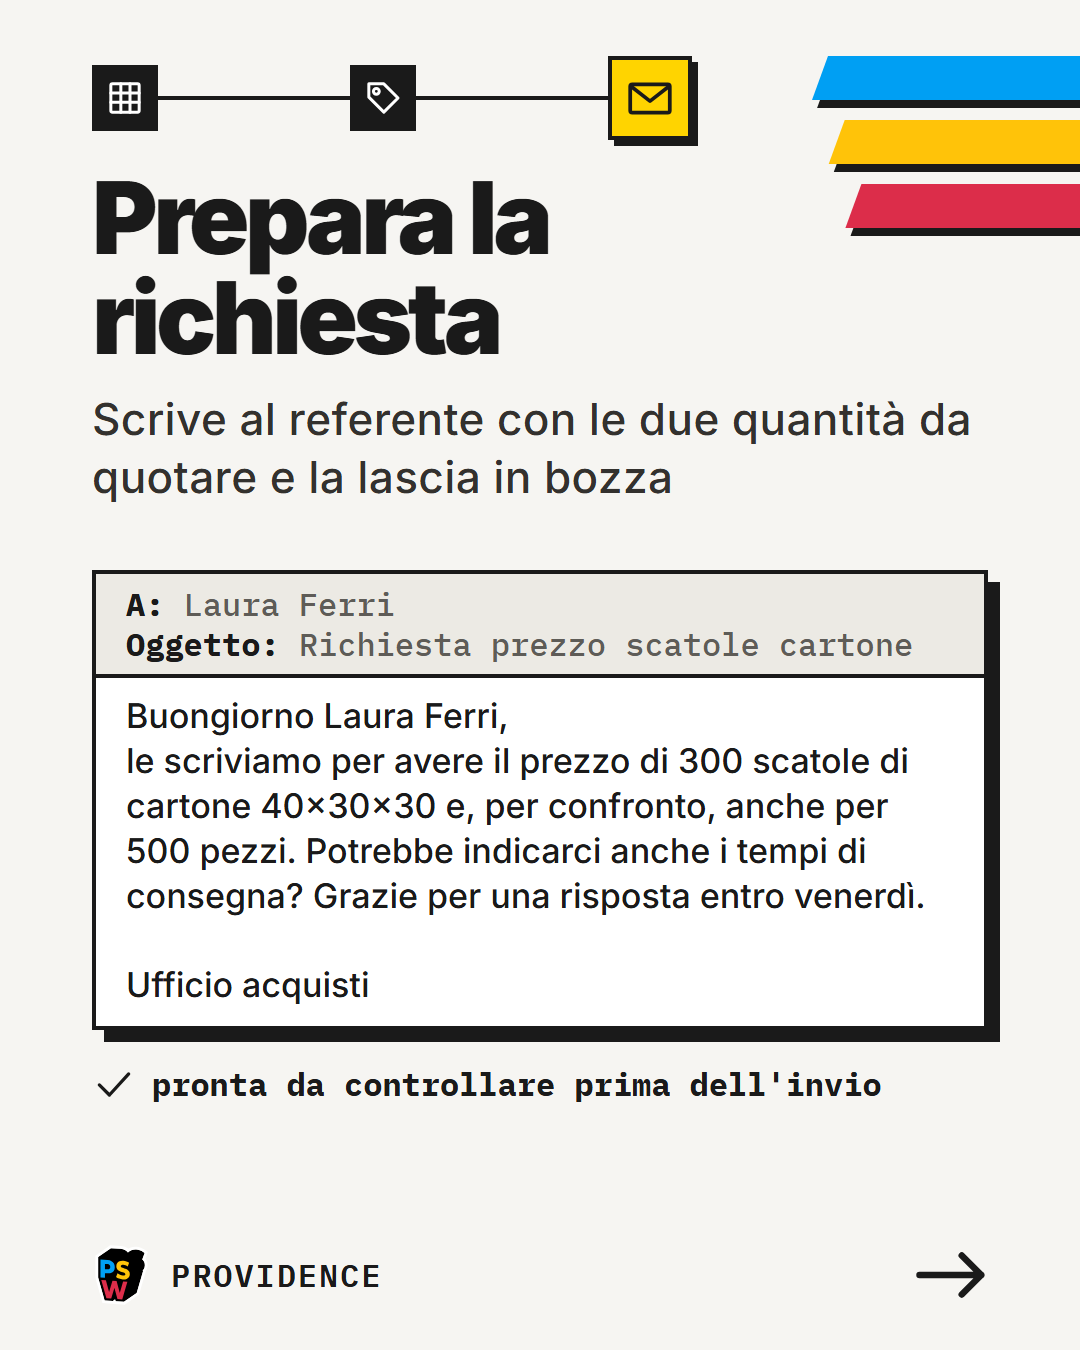 Prepara la
richiesta
Scrive al referente con le due quantità da
quotare e la lascia in bozza
A: Laura Ferri
Oggetto: Richiesta prezzo scatole cartone
Buongiorno Laura Ferri,
le scriviamo per avere il prezzo di 300 scatole di
cartone 40×30×30 e, per confronto, anche per
500 pezzi. Potrebbe indicarci anche i tempi di
consegna? Grazie per una risposta entro venerdì.
Ufficio acquisti
pronta da controllare prima dell'invio
PSW
PROVIDENCE